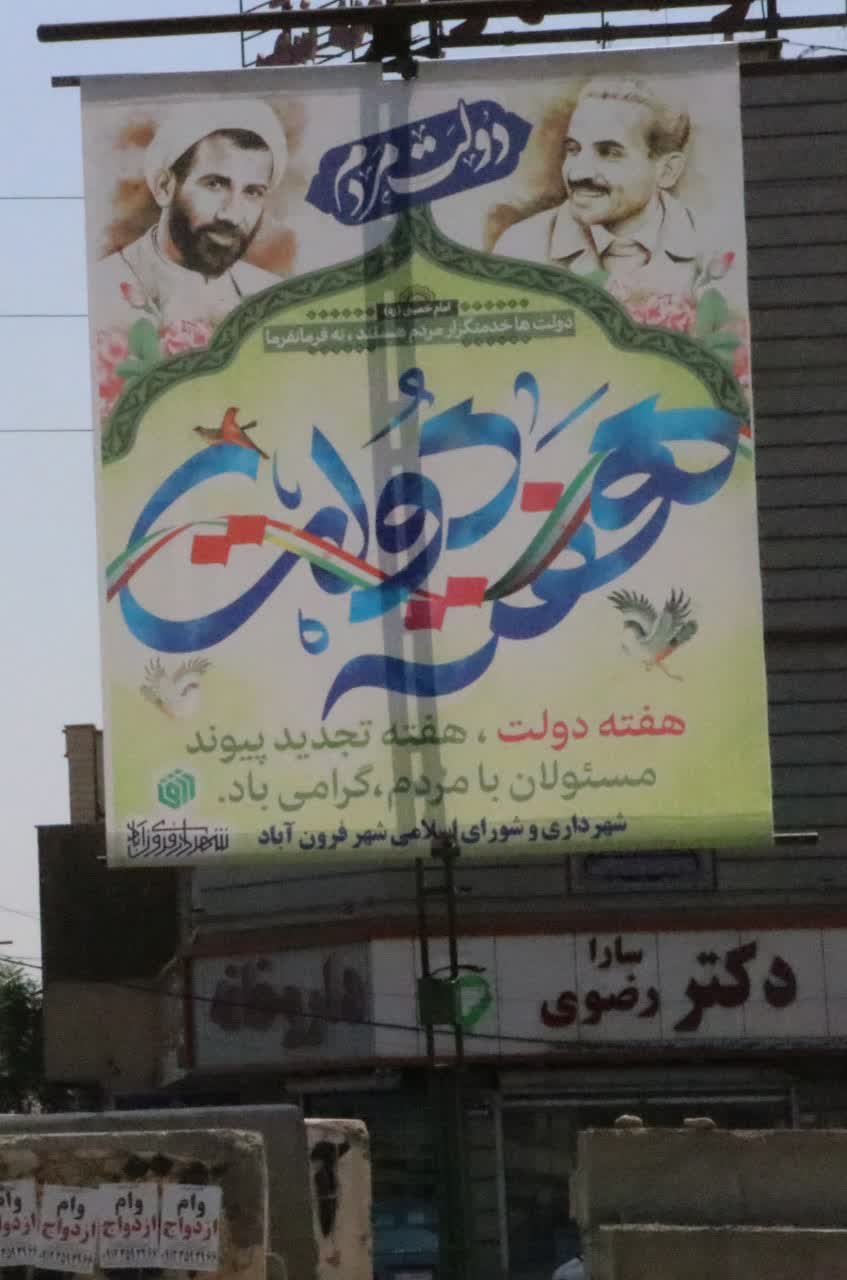 دولت مردم
امام خمینی (ره)
دولت ها خدمتگزار مردم هستند ، نه فرمانفرما
هفته دولت
هفته دولت ، هفته تجدید پیوند
مسئولان با مردم ،گرامی باد.
شهرداری و شورای اسلامی شهر فرون آباد
شهرداری فرون آباد
دکتر سارا رضوی
داروخانه
وام ازدواج
وام ازدواج
وام ازدواج
وام ازدواج